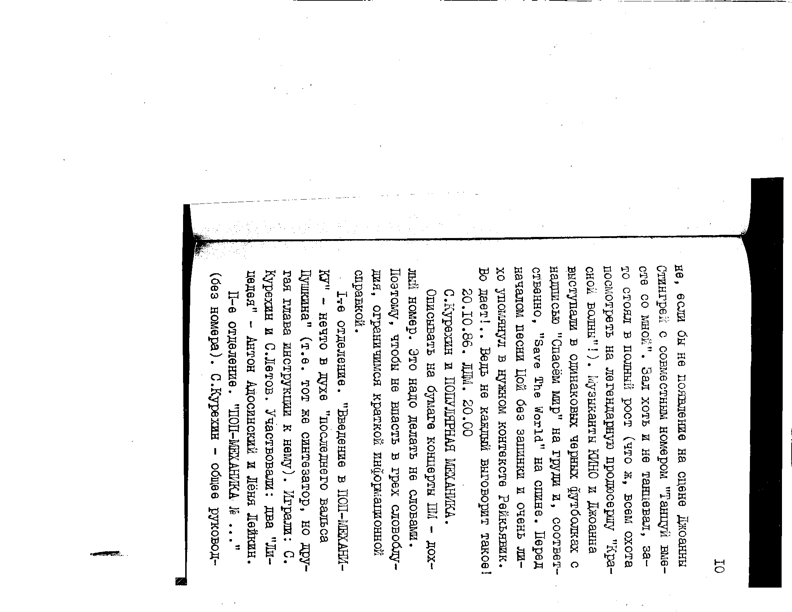 10
не, если бы не появление на сцене Джоанны
Стингрей с совместным номером "Танцуй вме-
сте со мной". Зал хоть и не танцевал, за-
то стоял в полный рост (что ж, всем охота
посмотреть на легендарную продюсершу "Кра-
сной волны"!). Музыканты КИНО и Джоанна
выступали в одинаковых черных футболках с
надписью "Спасём мир" на груди и, соответ-
ственно, "Save The World" на спине. Перед
началом песни Цой без запинки и очень ли-
хо упомянул в нужном контексте Рейкьявик.
Во дает!.. Ведь не каждый выговорит такое!
20.10.86. ЛДМ. 20.00
С.Курехин и ПОПУЛЯРНАЯ МЕХАНИКА.
Описывать на бумаге концерты ПМ - дох-
лый номер. Это надо делать не словами.
Поэтому, чтобы не впасть в грех словоблу-
дия, ограничимся краткой информационной
справкой.
I-е отделение. "Введение в ПОП-МЕХАНИ-
КУ" - нечто в духе "последнего вальса
Пушкина" (т.е. тот же синтезатор, но дру-
гая глава инструкции к нему). Играли: С.
Курехин и С.Летов. Участвовали: два "Ли-
цедея" - Антон Адосинский и Лёня Лейкин.
II-е отделение. "ПОП-МЕХАНИКА № ..."
(без номера). С.Курехин - общее руковод-